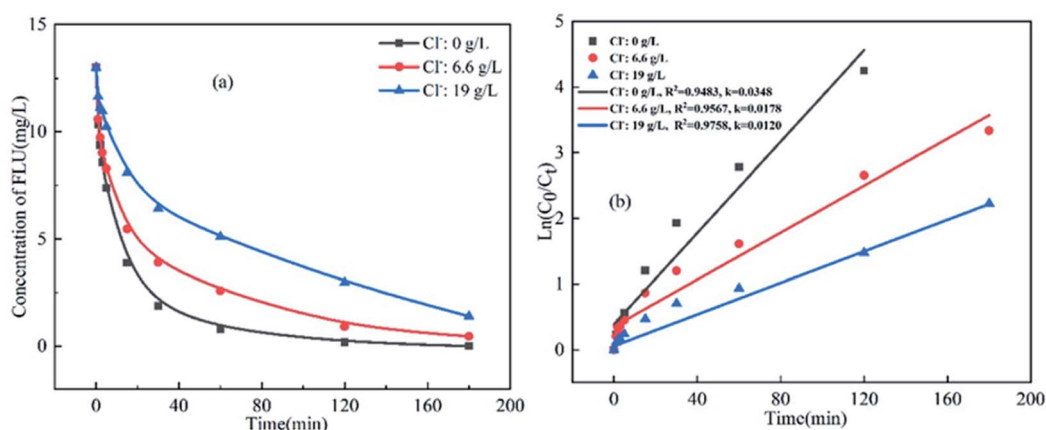 15
10
5
0
Concentration of FLU(mg/L)
(a)
Cl⁻: 0 g/L
Cl⁻: 6.6 g/L
Cl⁻: 19 g/L
0 40 80 120 160 200
Time(min)
5
4
3
2
1
0
Ln(C₀/Cₜ)
Cl⁻: 0 g/L
Cl⁻: 6.6 g/L
Cl⁻: 19 g/L
Cl⁻: 0 g/L, R²=0.9483, k=0.0348
Cl⁻: 6.6 g/L, R²=0.9567, k=0.0178
Cl⁻: 19 g/L, R²=0.9758, k=0.0120
(b)
0 40 80 120 160 200
Time(min)